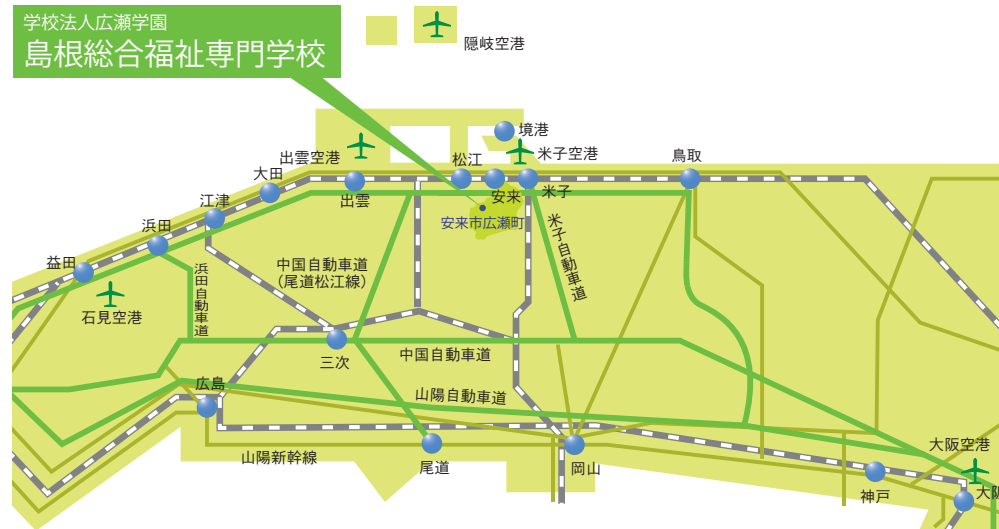 学校法人広瀬学園
島根総合福祉専門学校
隠岐空港
境港
出雲空港
松江
米子空港
鳥取
大田
出雲
安来
米子
江津
安来市広瀬町
浜田
米子自動車道
益田
浜田自動車道
中国自動車道
(尾道松江線)
石見空港
三次
中国自動車道
広島
山陽自動車道
山陽新幹線
尾道
岡山
大阪空港
神戸
大阪